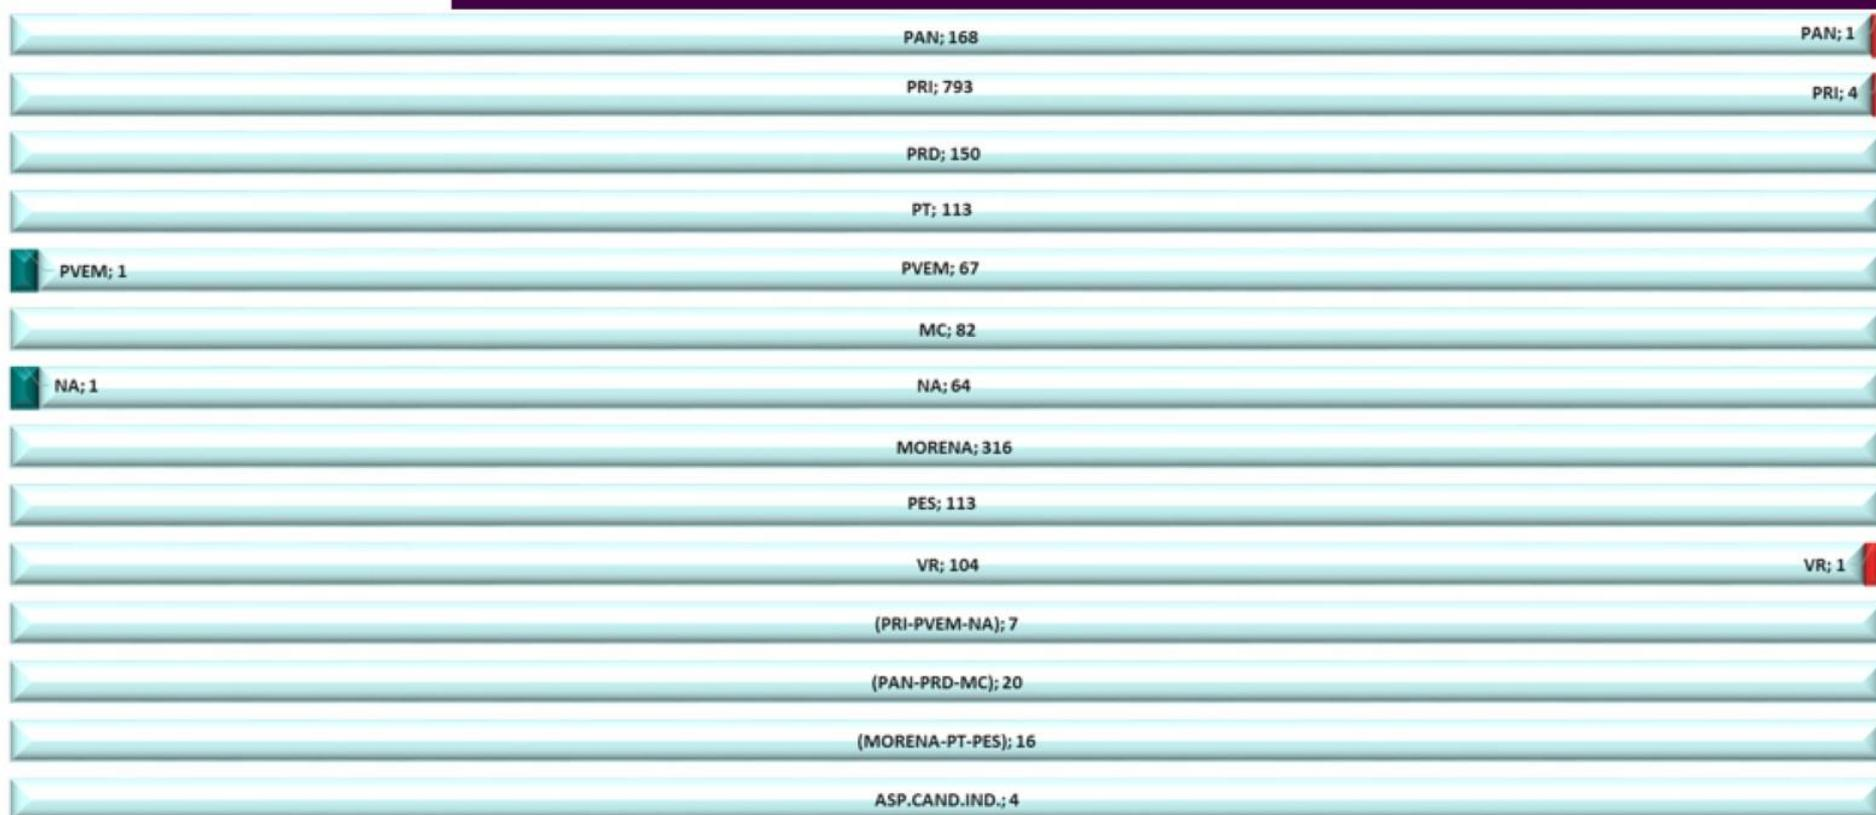 PAN; 168 PAN; 1
PRI; 793 PRI; 4
PRD; 150
PT; 113
PVEM; 1 PVEM; 67
MC; 82
NA; 1 NA; 64
MORENA; 316
PES; 113
VR; 104 VR; 1
(PRI-PVEM-NA); 7
(PAN-PRD-MC); 20
(MORENA-PT-PES); 16
ASP.CAND.IND.; 4